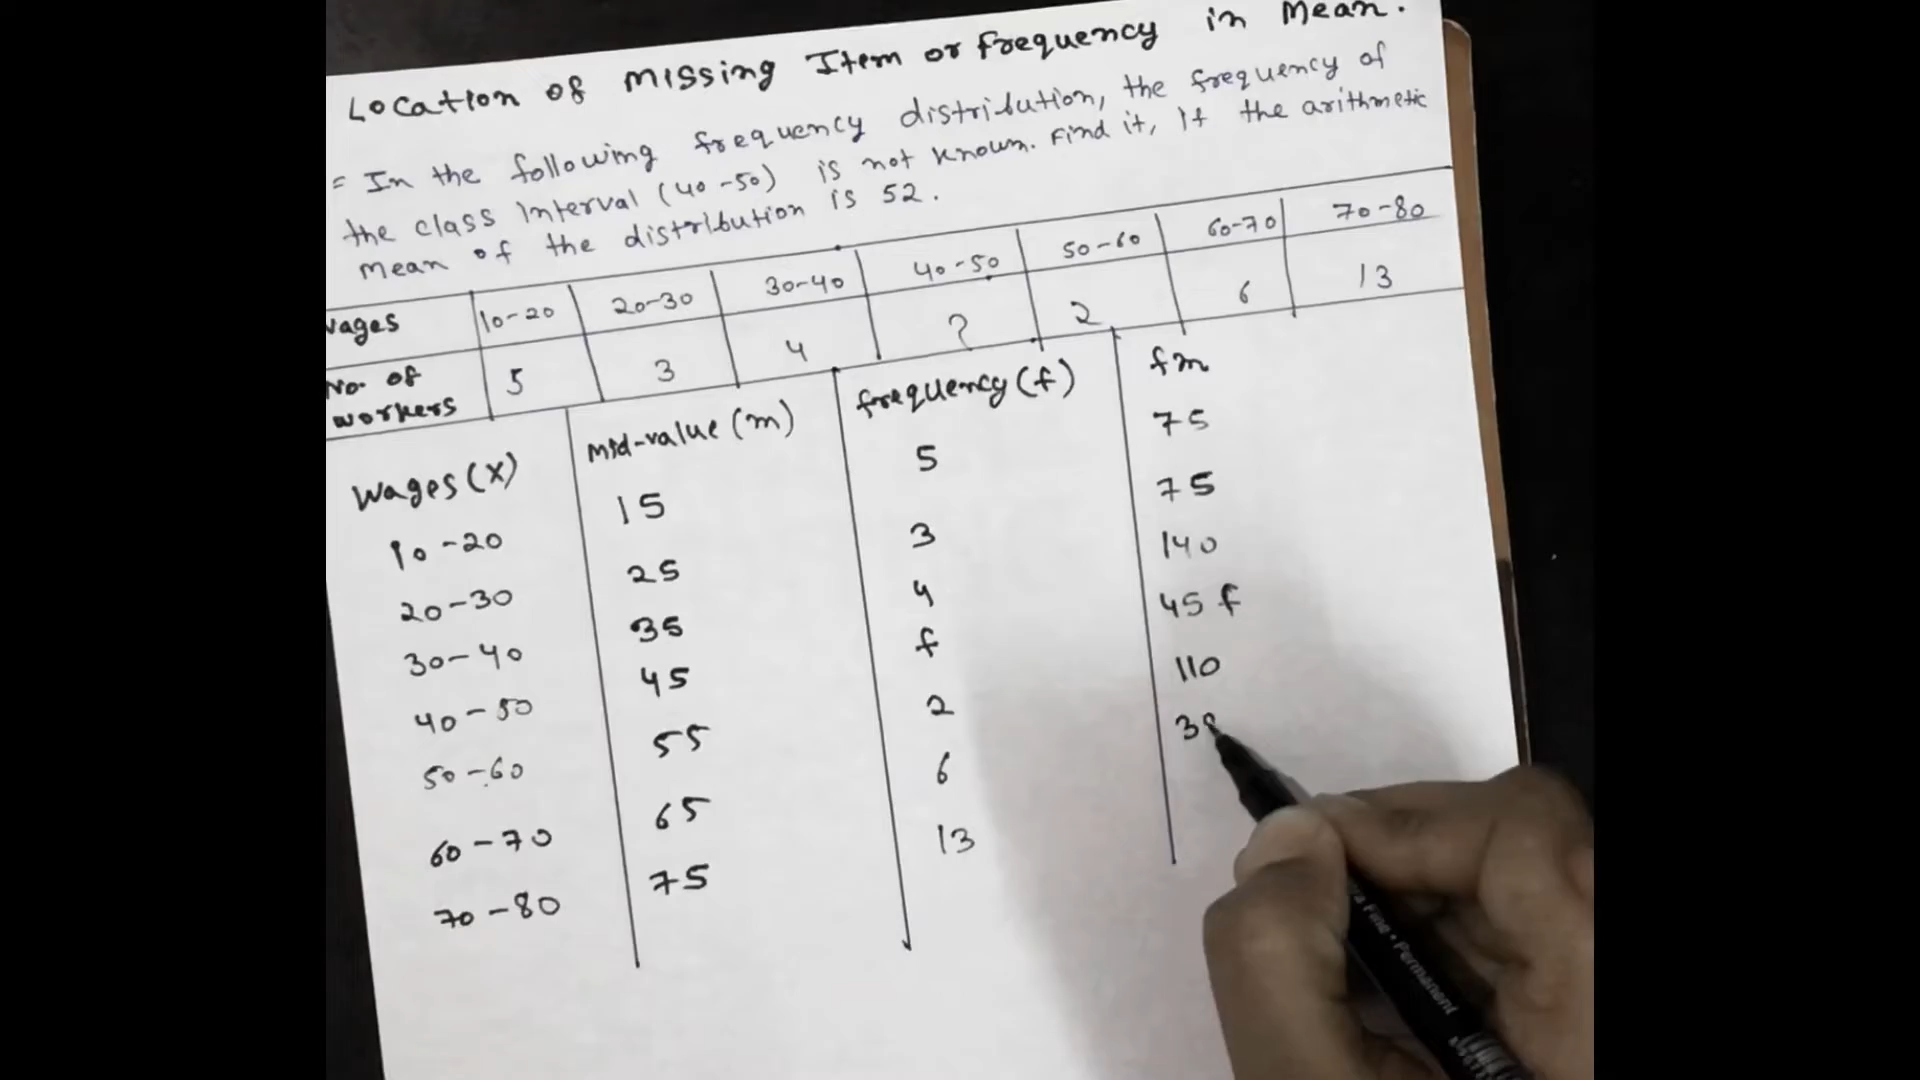 Location of Missing Item or frequency in Mean.
= In the following frequency distribution, the frequency of
the class Interval (40-50) is not known. Find it, If the arithmetic
Mean of the distribution is 52.
wages 10-20 20-30 30-40 40-50 50-60 60-70 70-80
No. of workers 5 3 4 ? 2 6 13
Wages (X) Mid-value (m) frequency (f) fm
10-20 15 5 75
20-30 25 3 75
30-40 35 4 140
40-50 45 f 45 f
50-60 55 2 110
60-70 65 6
70-80 75 13
Permanent